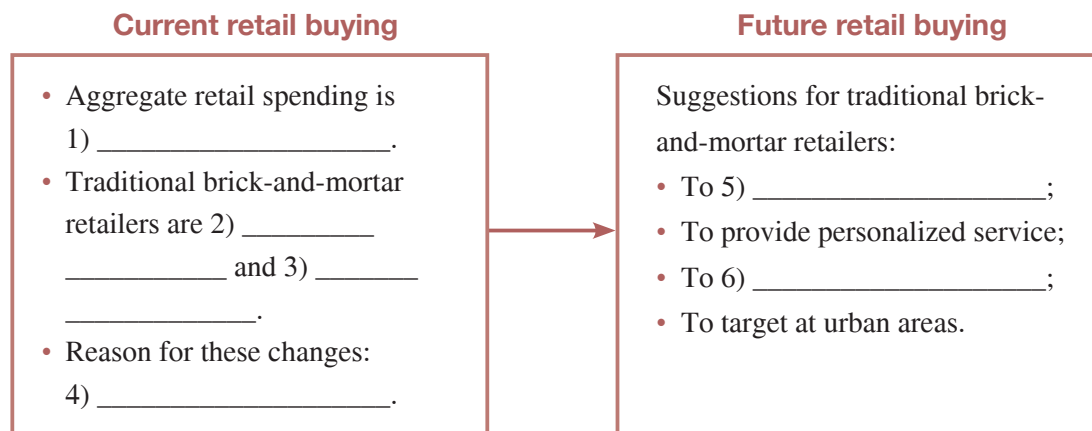 Current retail buying
• Aggregate retail spending is
1) ____________________.
• Traditional brick-and-mortar
retailers are 2) _________
___________ and 3) _______
_____________.
• Reason for these changes:
4) ____________________.
Future retail buying
Suggestions for traditional brick-
and-mortar retailers:
• To 5) ____________________;
• To provide personalized service;
• To 6) ____________________;
• To target at urban areas.